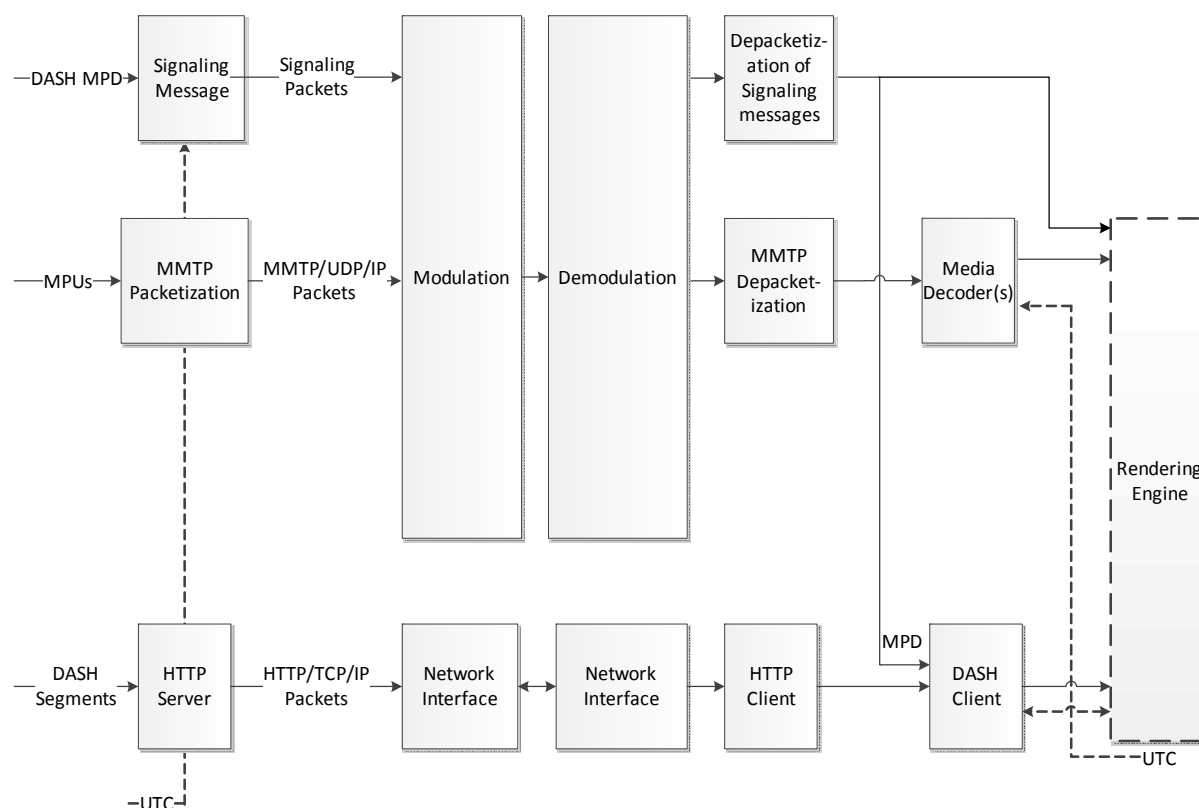 DASH MPD
Signaling
Message
Signaling
Packets
Depacketiz-
ation of
Signaling
messages
MPUs
MMTP
Packetization
MMTP/UDP/IP
Packets
Modulation
Demodulation
MMTP
Depacket-
ization
Media
Decoder(s)
Rendering
Engine
DASH
Segments
HTTP
Server
HTTP/TCP/IP
Packets
Network
Interface
Network
Interface
HTTP
Client
MPD
DASH
Client
UTC
UTC